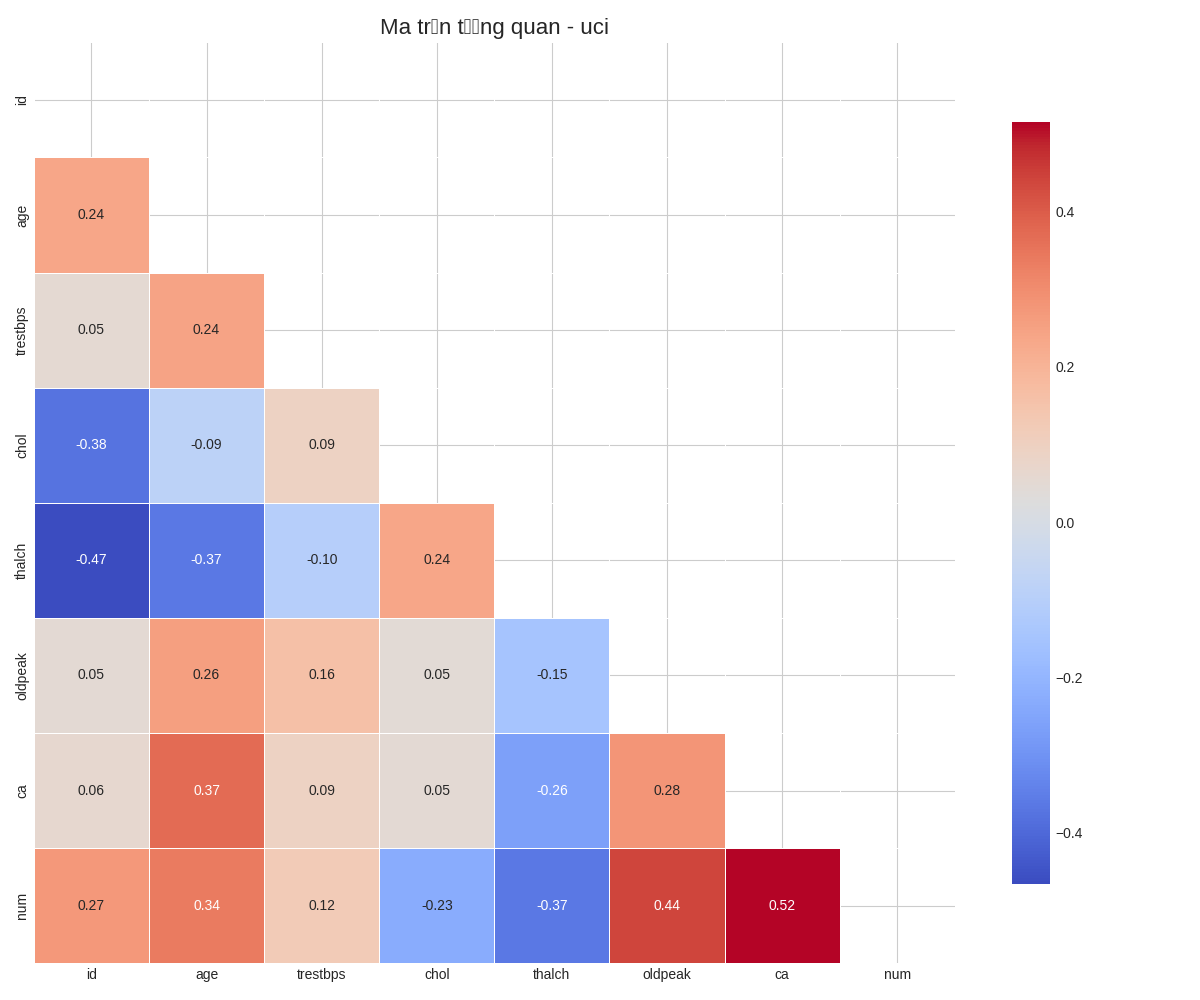 Ma tr▯n t▯▯ng quan - uci
id
age
0.24
trestbps
0.05 0.24
chol
-0.38 -0.09 0.09
thalch
-0.47 -0.37 -0.10 0.24
oldpeak
0.05 0.26 0.16 0.05 -0.15
ca
0.06 0.37 0.09 0.05 -0.26 0.28
num
0.27 0.34 0.12 -0.23 -0.37 0.44 0.52
id age trestbps chol thalch oldpeak ca num
0.4
0.2
0.0
−0.2
−0.4